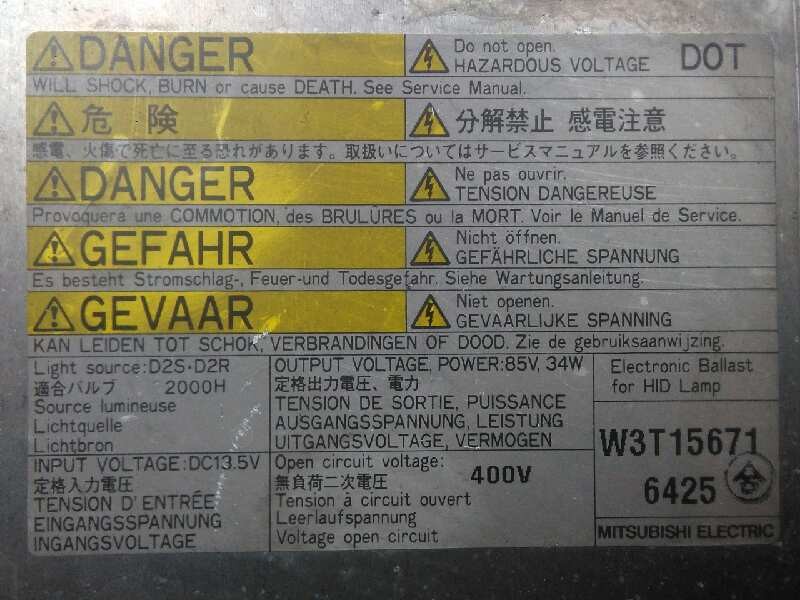 DANGER
Do not open.
HAZARDOUS VOLTAGE
DOT
WILL SHOCK, BURN or cause DEATH. See Service Manual.
危 険
分解禁止 感電注意
感電、火傷で死亡に至る恐れがあります。取扱いについてはサービスマニュアルを参照ください。
DANGER
Ne pas ouvrir.
TENSION DANGEREUSE
Provoquera une COMMOTION, des BRULÛRES ou la MORT. Voir le Manuel de Service.
GEFAHR
Nicht öffnen.
GEFÄHRLICHE SPANNUNG
Es besteht Stromschlag-, Feuer-und Todesgefahr. Siehe Wartungsanleitung.
GEVAAR
Niet openen.
GEVAARLIJKE SPANNING
KAN LEIDEN TOT SCHOK, VERBRANDINGEN OF DOOD. Zie de gebruiksaanwijzing.
Light source:D2S・D2R
適合バルブ 2000H
Source lumineuse
Lichtquelle
Lichtbron
INPUT VOLTAGE:DC13.5V
定格入力電圧
TENSION D'ENTRÉE
EINGANGSSPANNUNG
INGANGSVOLTAGE
OUTPUT VOLTAGE, POWER:85V, 34W
定格出力電圧、電力
TENSION DE SORTIE, PUISSANCE
AUSGANGSSPANNUNG, LEISTUNG
UITGANGSVOLTAGE, VERMOGEN
Open circuit voltage:
無負荷二次電圧 400V
Tension à circuit ouvert
Leerlaufspannung
Voltage open circuit
Electronic Ballast
for HID Lamp
W3T15671
6425
MITSUBISHI ELECTRIC